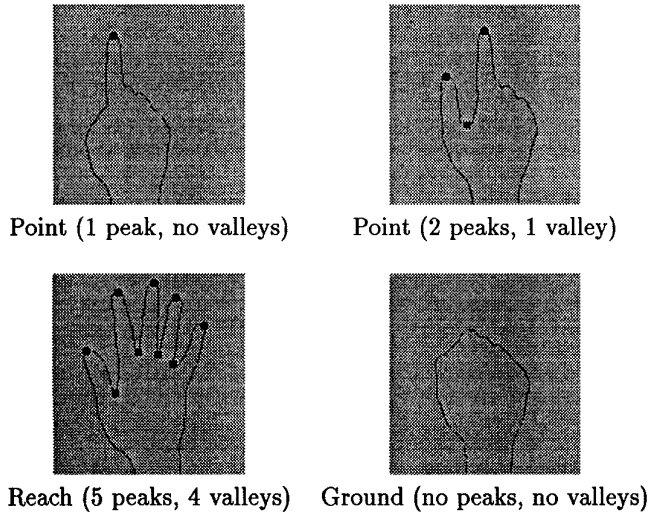 Point (1 peak, no valleys)
Point (2 peaks, 1 valley)
Reach (5 peaks, 4 valleys)
Ground (no peaks, no valleys)